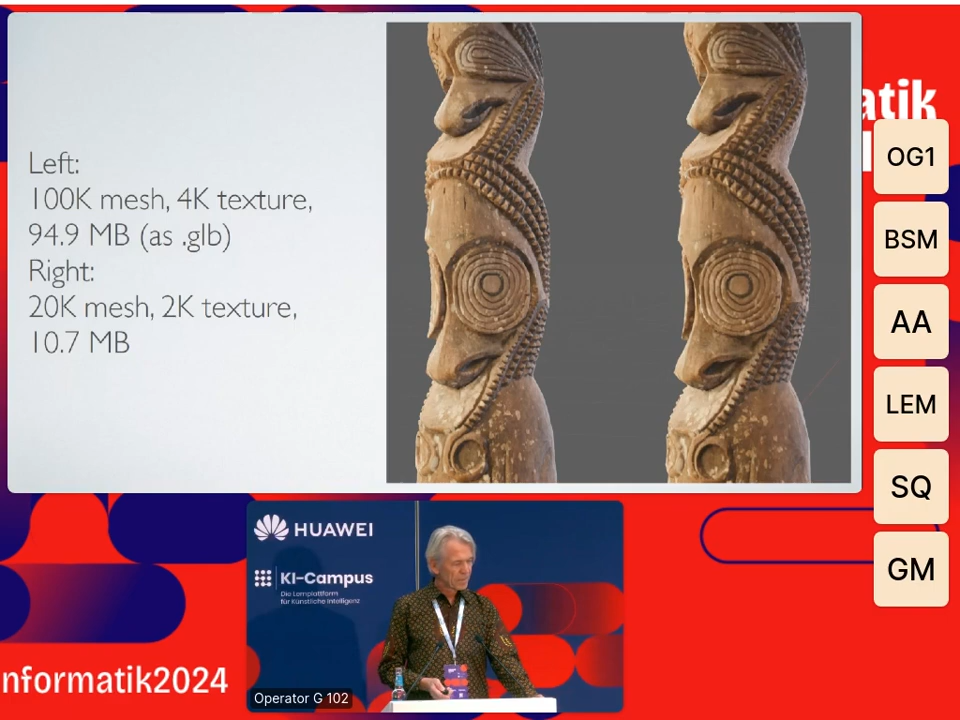 Left:
100K mesh, 4K texture,
94.9 MB (as .glb)
Right:
20K mesh, 2K texture,
10.7 MB
atik
OG1
BSM
AA
LEM
SQ
GM
HUAWEI
KI-Campus
Die Lernplattform
für Künstliche Intelligenz
Operator G 102
nformatik2024